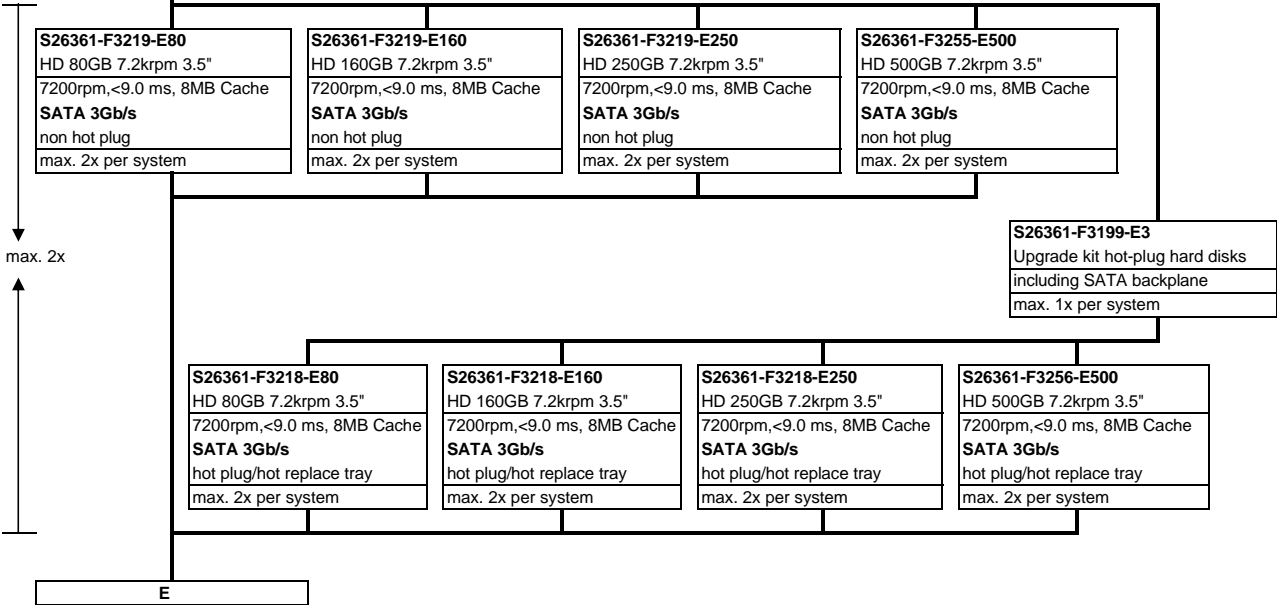 S26361-F3219-E80
HD 80GB 7.2krpm 3.5"
7200rpm,<9.0 ms, 8MB Cache
SATA 3Gb/s
non hot plug
max. 2x per system
S26361-F3219-E160
HD 160GB 7.2krpm 3.5"
7200rpm,<9.0 ms, 8MB Cache
SATA 3Gb/s
non hot plug
max. 2x per system
S26361-F3219-E250
HD 250GB 7.2krpm 3.5"
7200rpm,<9.0 ms, 8MB Cache
SATA 3Gb/s
non hot plug
max. 2x per system
S26361-F3255-E500
HD 500GB 7.2krpm 3.5"
7200rpm,<9.0 ms, 8MB Cache
SATA 3Gb/s
non hot plug
max. 2x per system
max. 2x
S26361-F3199-E3
Upgrade kit hot-plug hard disks
including SATA backplane
max. 1x per system
S26361-F3218-E80
HD 80GB 7.2krpm 3.5"
7200rpm,<9.0 ms, 8MB Cache
SATA 3Gb/s
hot plug/hot replace tray
max. 2x per system
S26361-F3218-E160
HD 160GB 7.2krpm 3.5"
7200rpm,<9.0 ms, 8MB Cache
SATA 3Gb/s
hot plug/hot replace tray
max. 2x per system
S26361-F3218-E250
HD 250GB 7.2krpm 3.5"
7200rpm,<9.0 ms, 8MB Cache
SATA 3Gb/s
hot plug/hot replace tray
max. 2x per system
S26361-F3256-E500
HD 500GB 7.2krpm 3.5"
7200rpm,<9.0 ms, 8MB Cache
SATA 3Gb/s
hot plug/hot replace tray
max. 2x per system
E